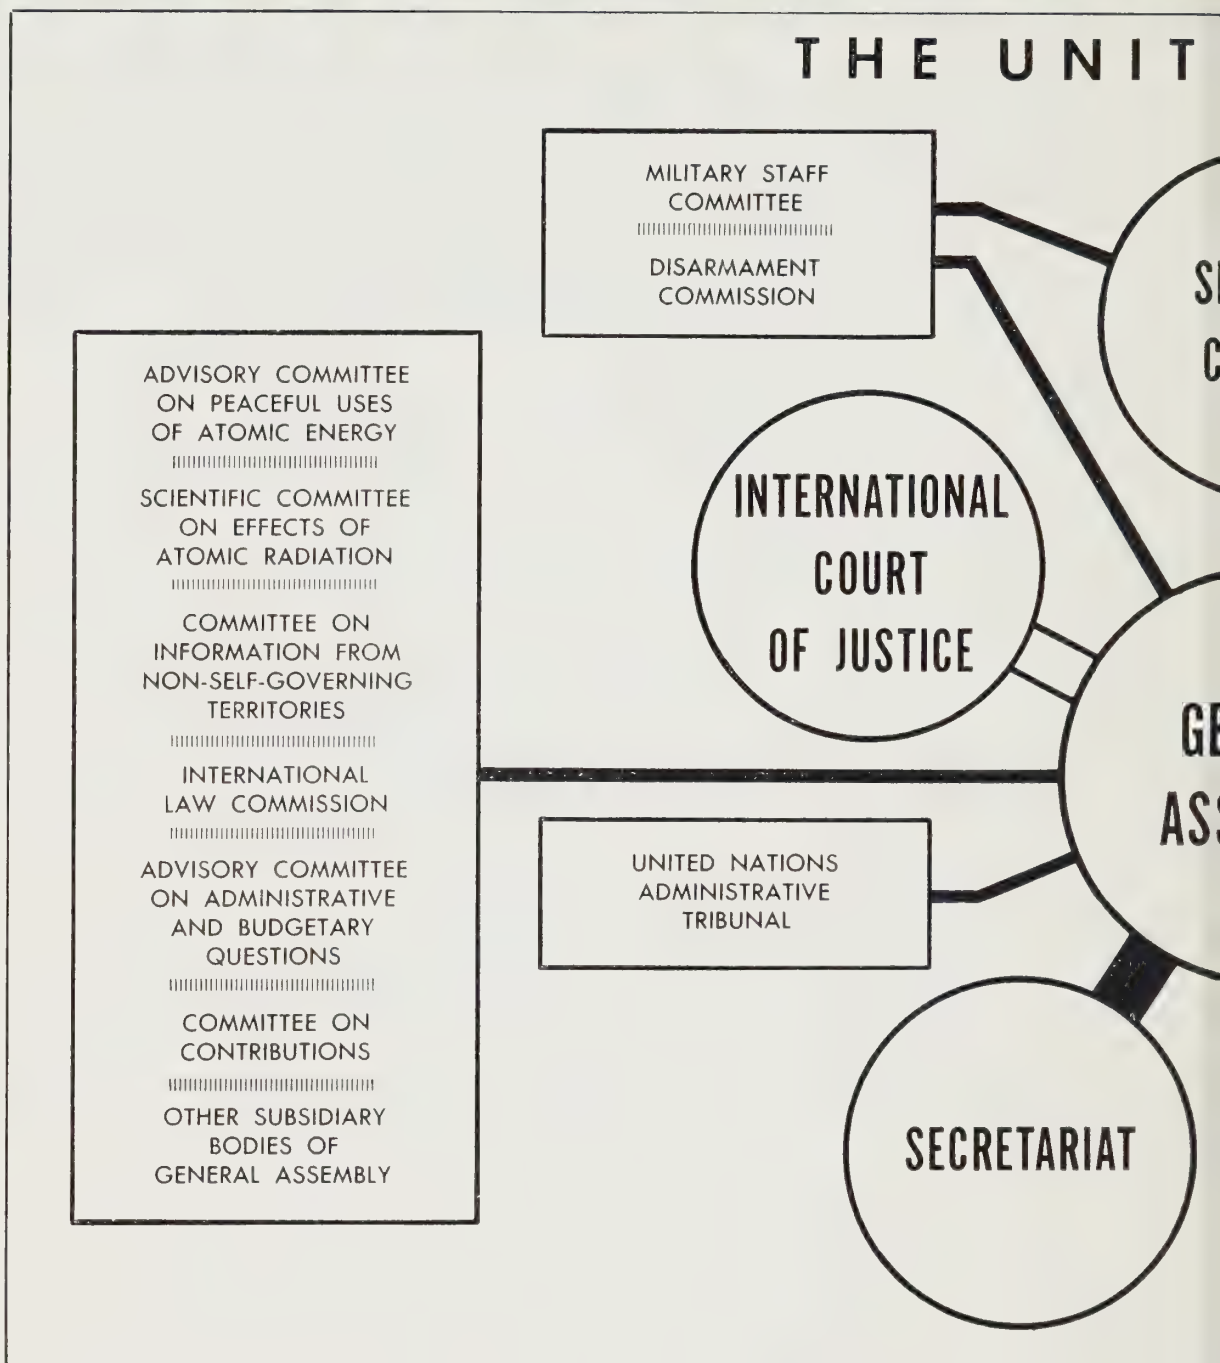 THE UNIT
MILITARY STAFF
COMMITTEE
DISARMAMENT
COMMISSION
ADVISORY COMMITTEE
ON PEACEFUL USES
OF ATOMIC ENERGY
SCIENTIFIC COMMITTEE
ON EFFECTS OF
ATOMIC RADIATION
COMMITTEE ON
INFORMATION FROM
NON-SELF-GOVERNING
TERRITORIES
INTERNATIONAL
LAW COMMISSION
ADVISORY COMMITTEE
ON ADMINISTRATIVE
AND BUDGETARY
QUESTIONS
COMMITTEE ON
CONTRIBUTIONS
OTHER SUBSIDIARY
BODIES OF
GENERAL ASSEMBLY
INTERNATIONAL
COURT
OF JUSTICE
UNITED NATIONS
ADMINISTRATIVE
TRIBUNAL
SECRETARIAT
GE
ASS